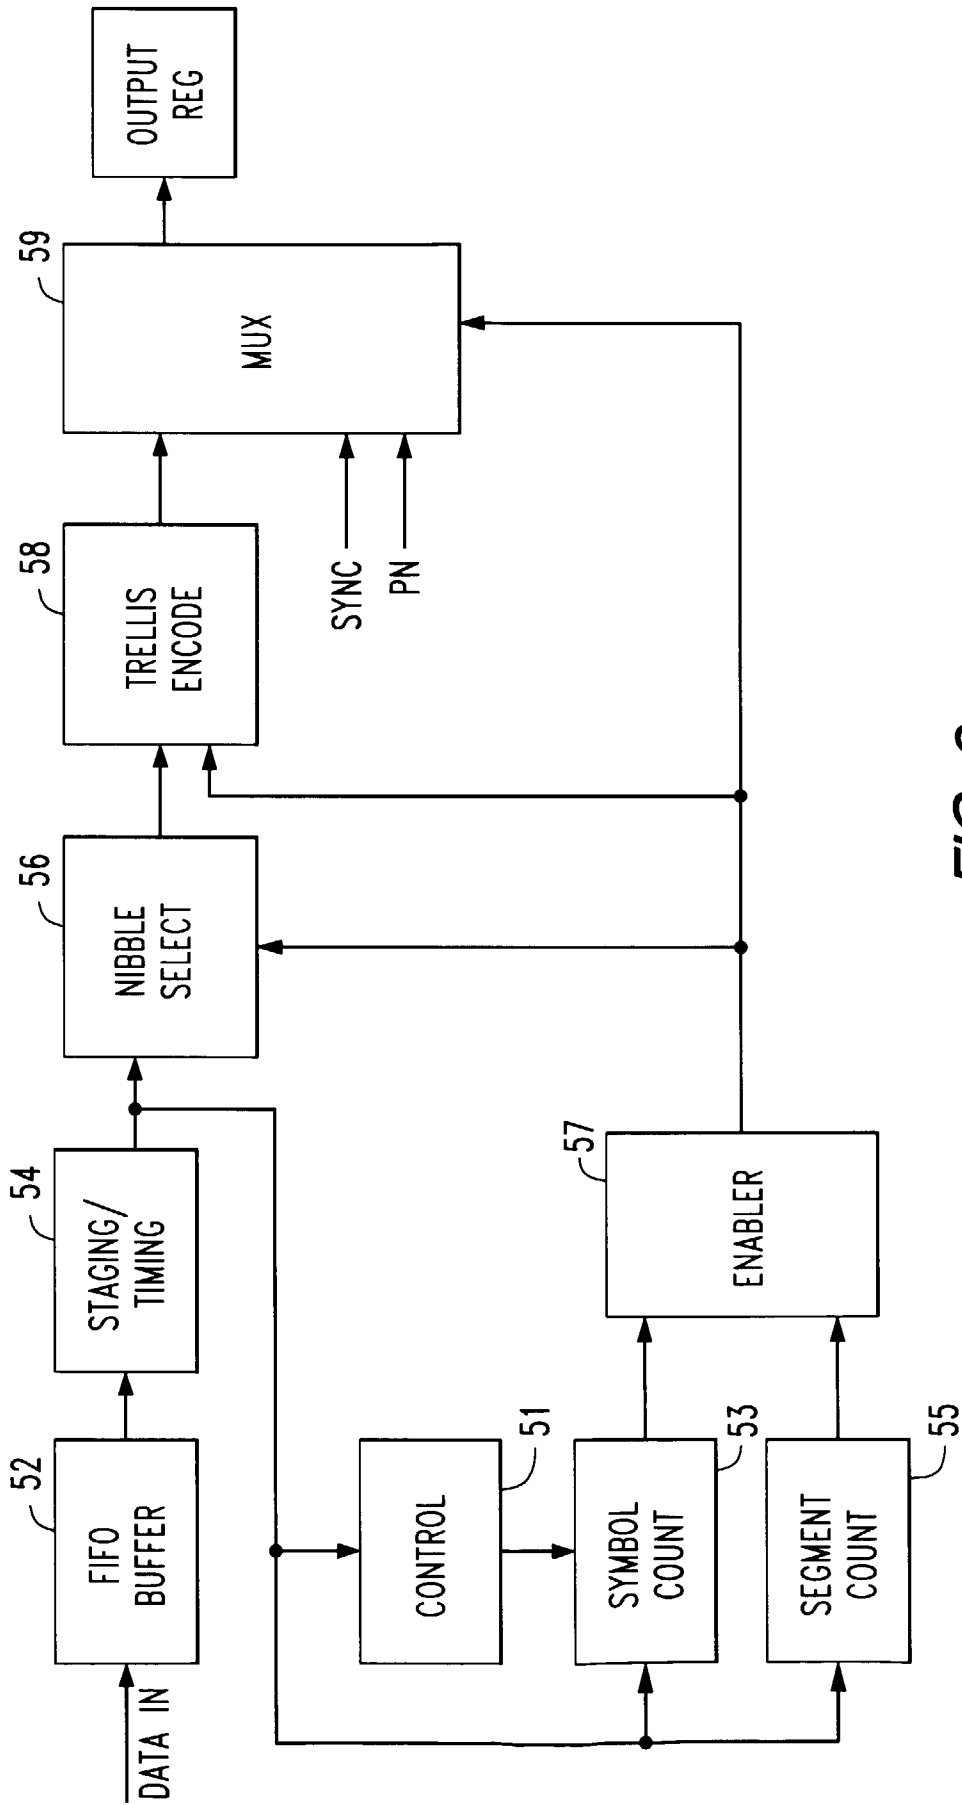 DATA IN
FIFO
BUFFER
52
STAGING/
TIMING
54
NIBBLE
SELECT
56
TRELLIS
ENCODE
58
MUX
59
SYNC
PN
OUTPUT
REG
CONTROL
51
SYMBOL
COUNT
53
SEGMENT
COUNT
55
ENABLER
57
FIG.